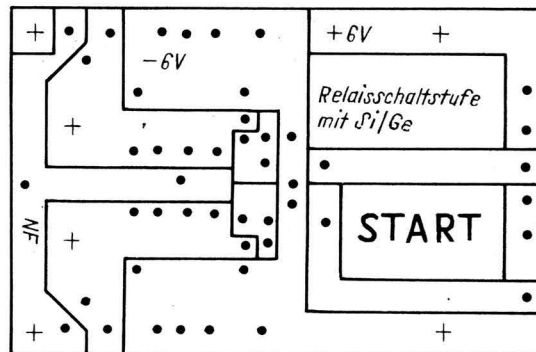 +6V
-6V
Relaisschaltstufe
mit Si/Ge
NF
START